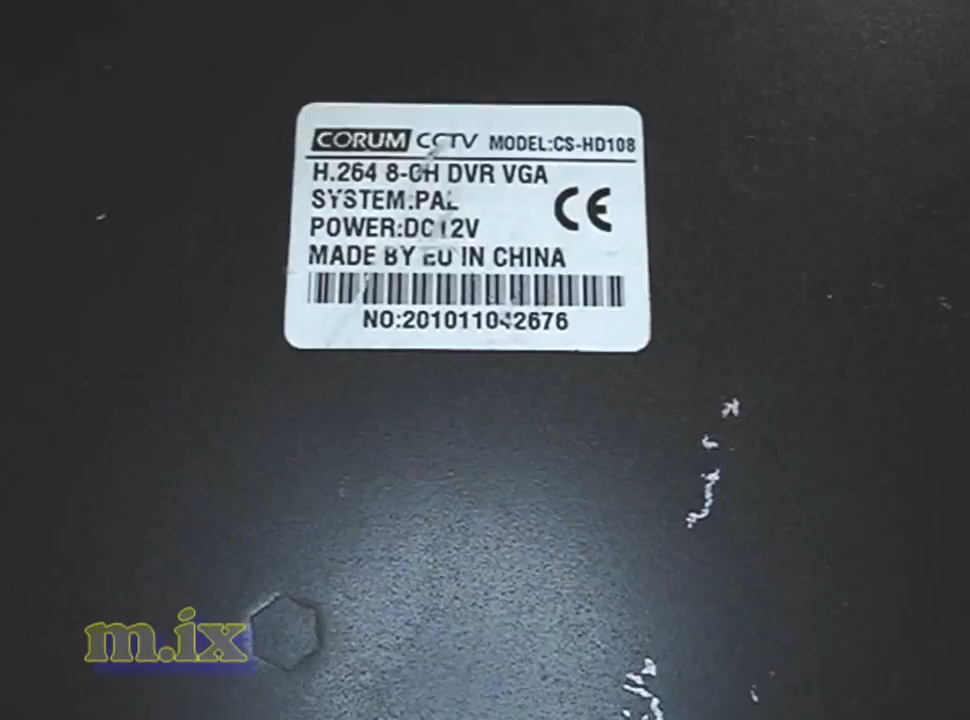 CORUM CCTV MODEL:CS-HD108
H.264 8-CH DVR VGA
SYSTEM:PAL
POWER:DC12V
MADE BY EU IN CHINA
CE
NO:201011042676
m.ix